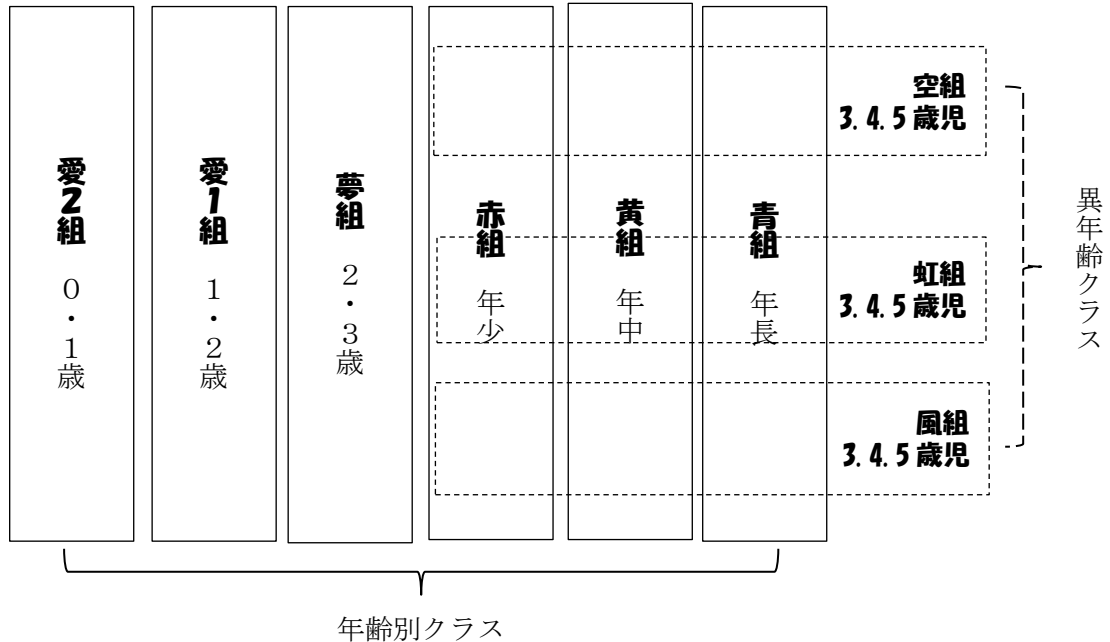 愛2組 ０・１歳
愛1組 １・２歳
夢組 ２・３歳
赤組 年少
黄組 年中
青組 年長
空組
3.4.5歳児
虹組
3.4.5歳児
風組
3.4.5歳児
異年齢クラス
年齢別クラス